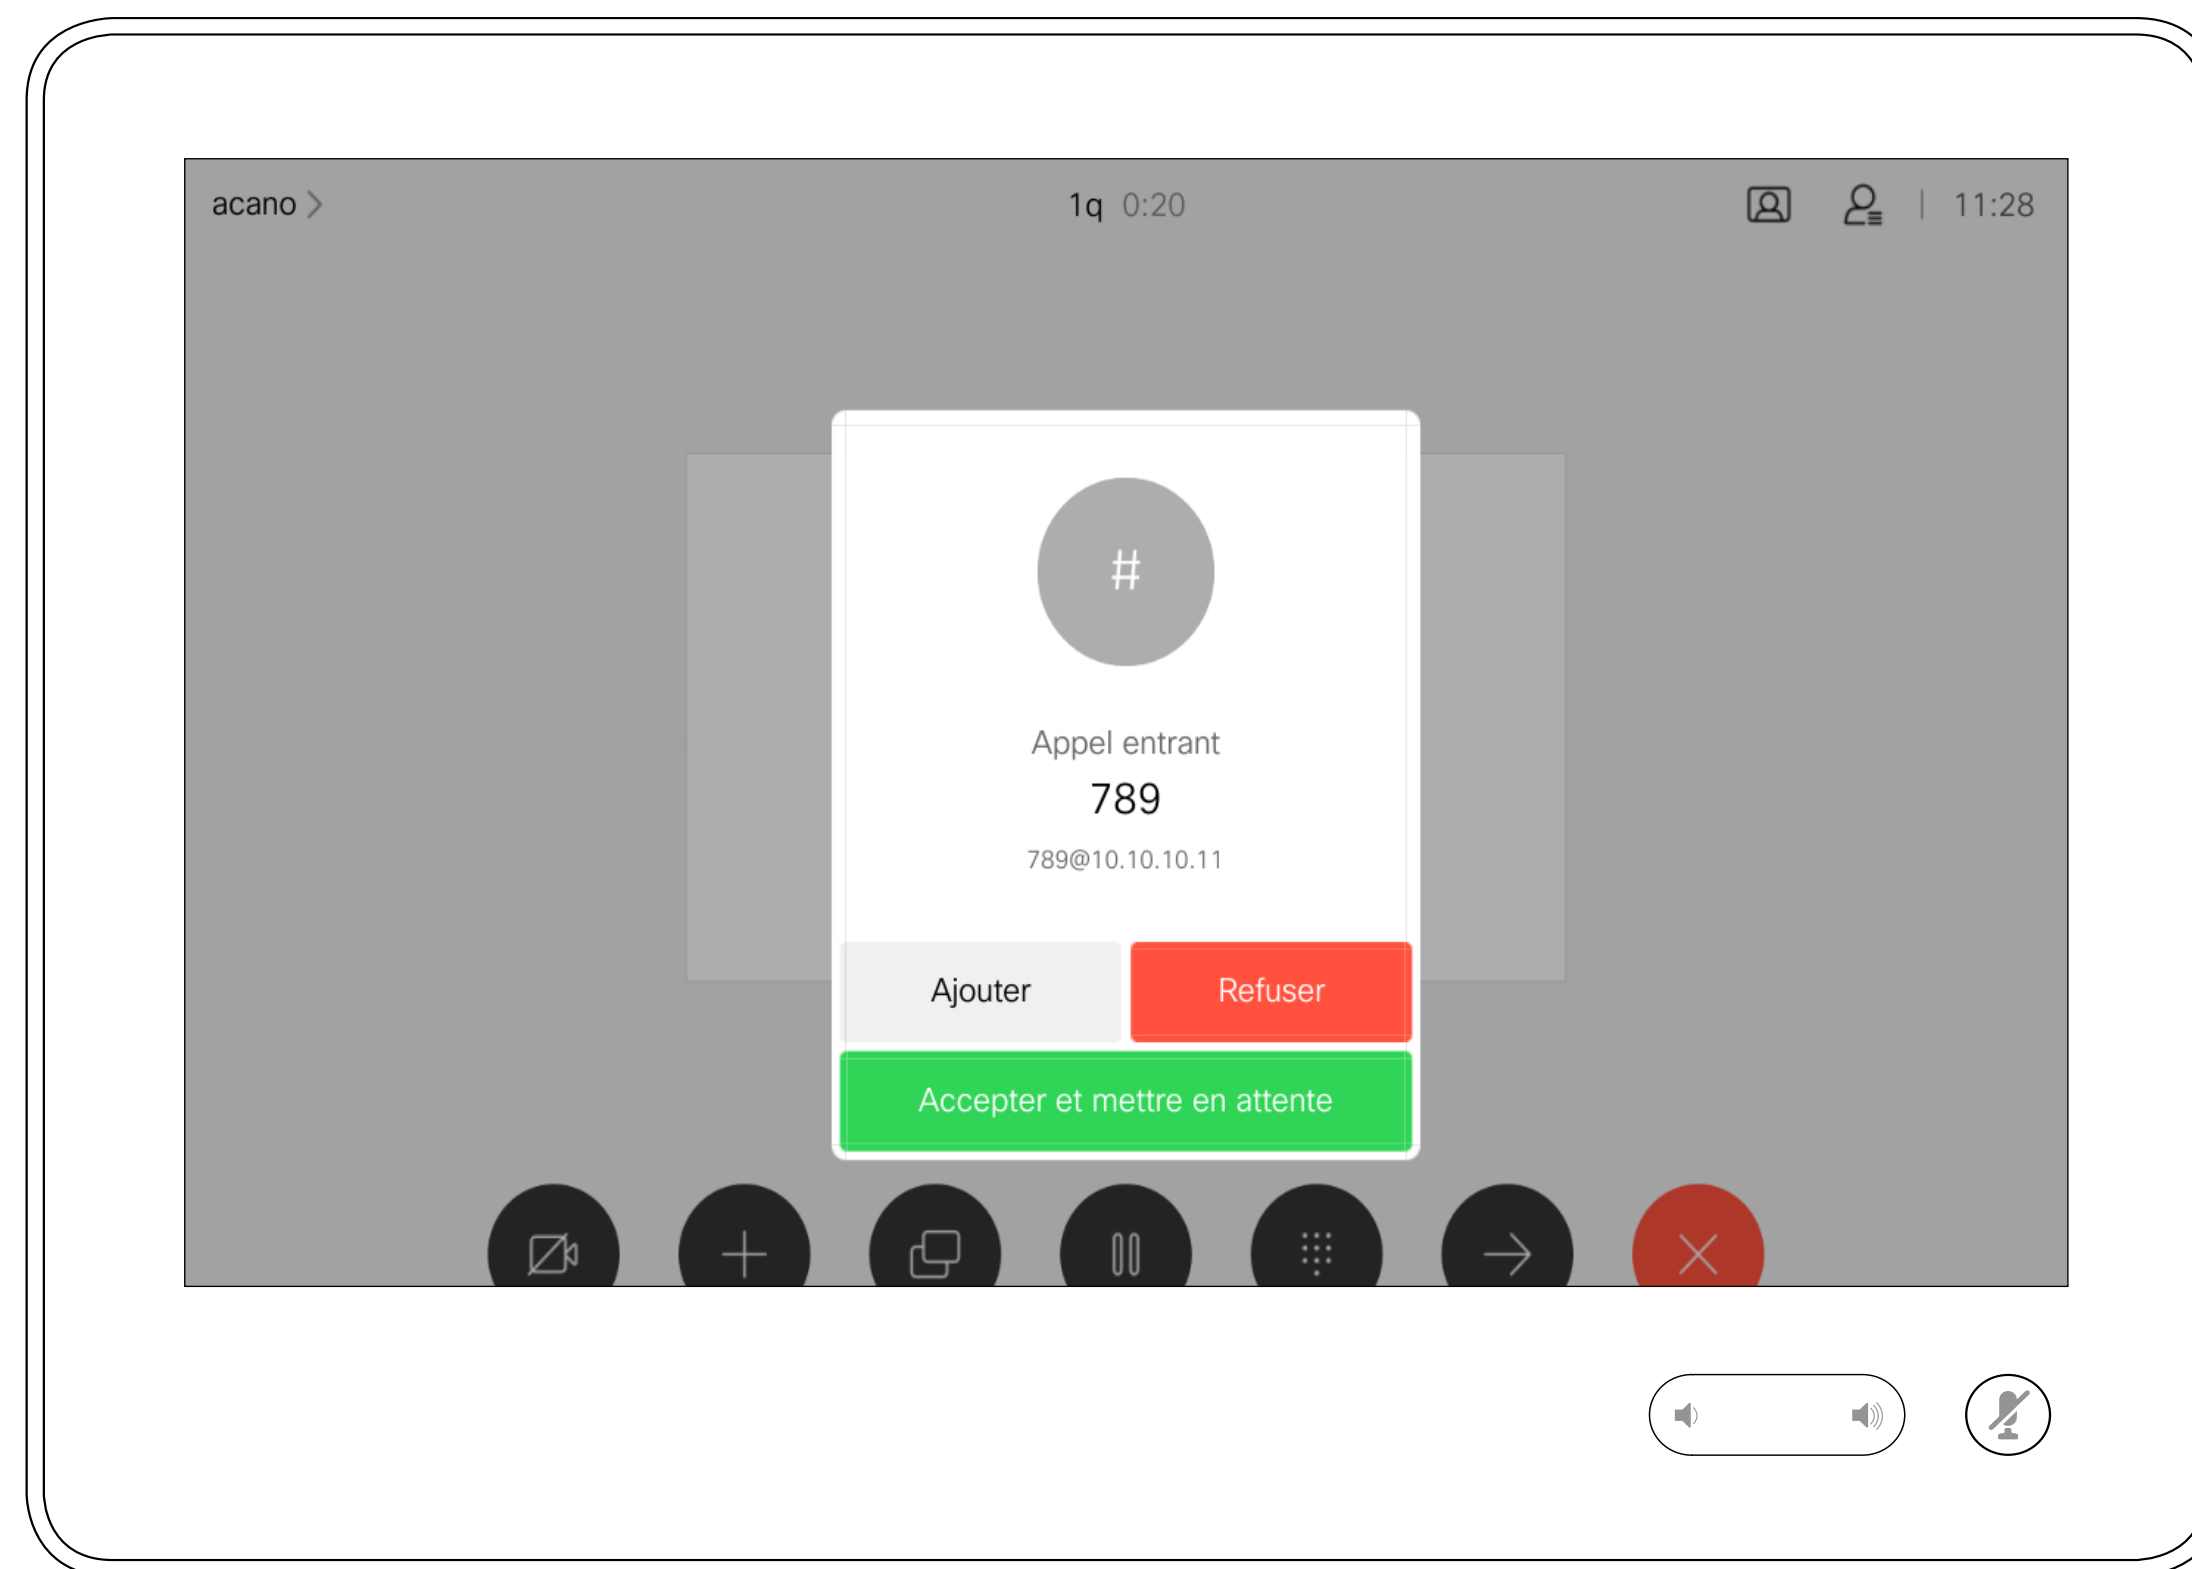 acano
1q 0:20
11:28
#
Appel entrant
789
789@10.10.10.11
Ajouter
Refuser
Accepter et mettre en attente